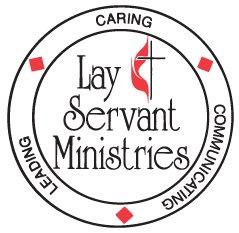 CARING
Lay
Servant
Ministries
LEADING
COMMUNICATING